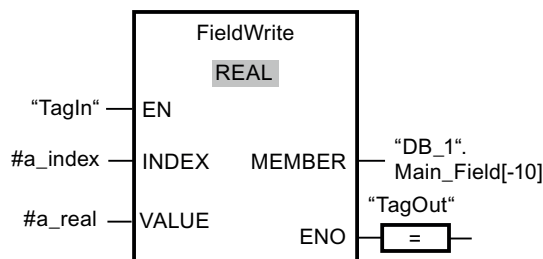 FieldWrite
REAL
“TagIn“
EN
#a_index
INDEX
MEMBER
“DB_1“.
Main_Field[-10]
#a_real
VALUE
“TagOut“
ENO
=